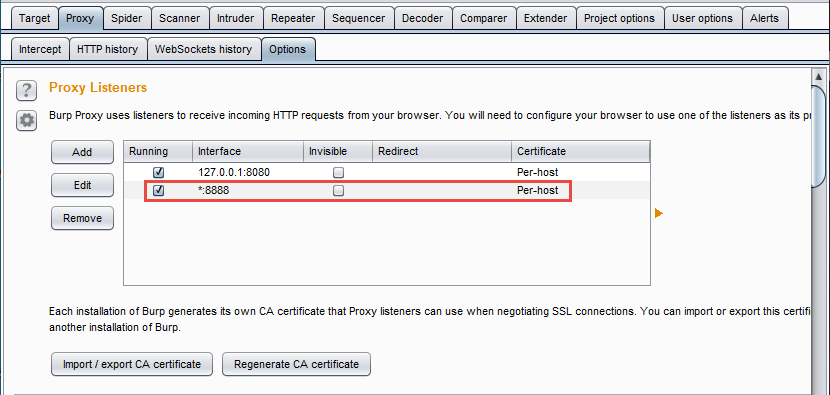 Target Proxy Spider Scanner Intruder Repeater Sequencer Decoder Comparer Extender Project options User options Alerts
Intercept HTTP history WebSockets history Options
? Proxy Listeners
Burp Proxy uses listeners to receive incoming HTTP requests from your browser. You will need to configure your browser to use one of the listeners as its
Add Running Interface Invisible Redirect Certificate
127.0.0.1:8080 Per-host
Edit *:8888 Per-host
Remove
Each installation of Burp generates its own CA certificate that Proxy listeners can use when negotiating SSL connections. You can import or export this
another installation of Burp.
Import / export CA certificate Regenerate CA certificate